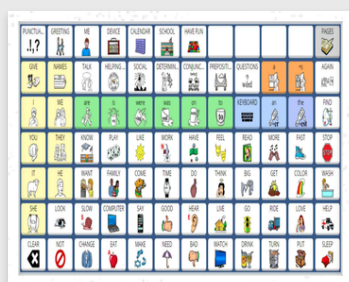 PUNCTUA... GREETING ME DEVICE CALENDAR SCHOOL HAVE FUN PAGES
.!,?
GIVE NAMES TALK HELPING... SOCIAL DETERMIN... CONJUNC... PREPOSITI... QUESTIONS AGAIN
I WE are is were was on to KEYBOARD an the FIND
YOU THEY KNOW PLAY LIKE WORK HAVE FEEL READ MORE FAST STOP
IT HE WANT FAMILY COME TIME DO THINK BIG GET COLOR WASH
SHE LOOK SLOW COMPUTER SAY GOOD HEAR LIVE GO RIDE LOVE HELP
CLEAR NOT CHANGE EAT MAKE NEED BAD WATCH DRINK TURN PUT SLEEP